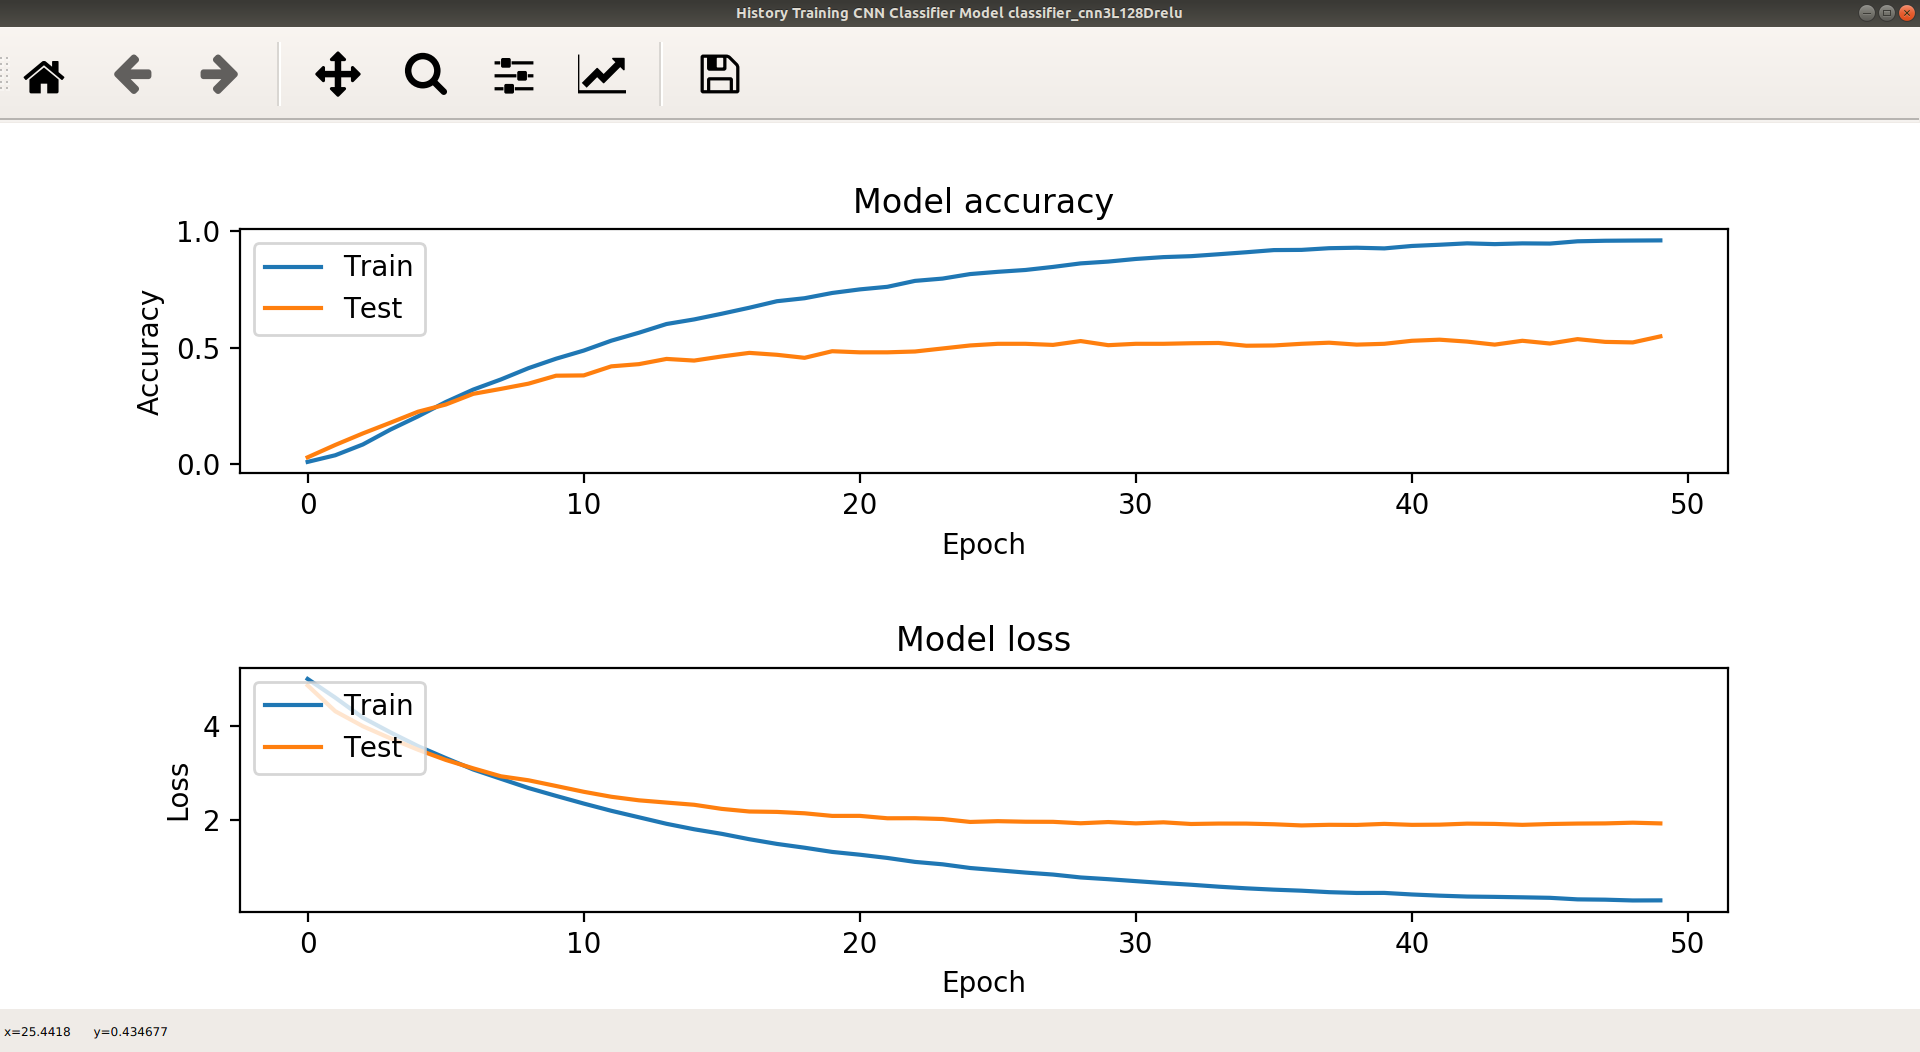 History Training CNN Classifier Model classifier_cnn3L128Drelu
Model accuracy
1.0
0.5
0.0
Accuracy
Train
Test
0 10 20 30 40 50
Epoch
Model loss
4
2
Loss
Train
Test
0 10 20 30 40 50
Epoch
x=25.4418 y=0.434677